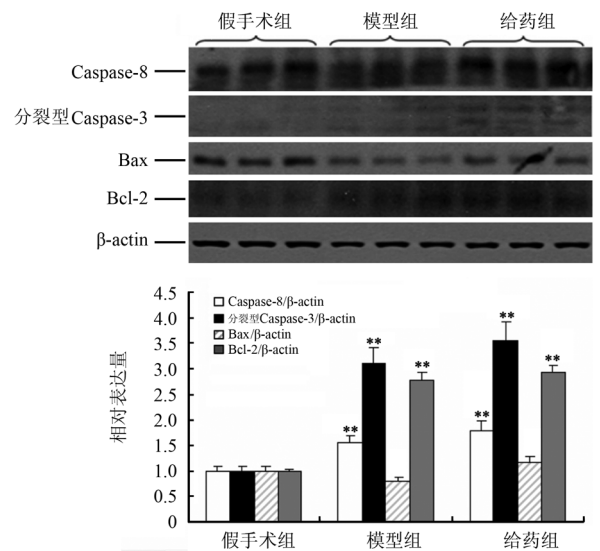 假手术组 模型组 给药组
Caspase-8
分裂型Caspase-3
Bax
Bcl-2
β-actin
4.5
4.0
3.5
3.0
2.5
2.0
1.5
1.0
0.5
0
相对表达量
Caspase-8/β-actin
分裂型Caspase-3/β-actin
Bax/β-actin
Bcl-2/β-actin
** ** **
** ** **
假手术组 模型组 给药组